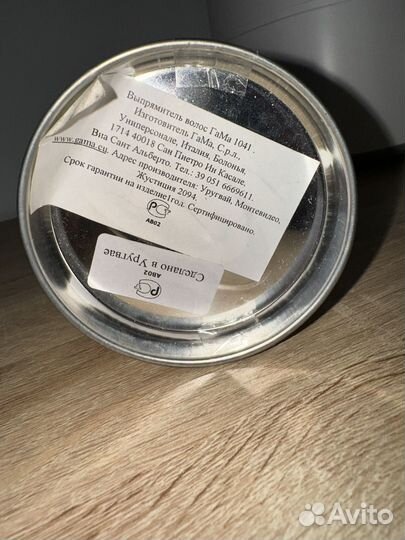 Выпрямитель волос ГаМа 1041.
Изготовитель ГаМа, С.р.л.,
Униперсонале, Италия, Болонья,
1714 40018 Сан Пиетро Ин Касале,
Виа Сант Альберто, Тел.: 39 051 6669611.
www.gama.eu. Адрес производителя: Уругвай, Монтевидео,
Жустиция 2094.
Срок гарантии на изделие1год. Сертифицировано.
АВ02
Сделано в Уругвае
АВ02
Avito